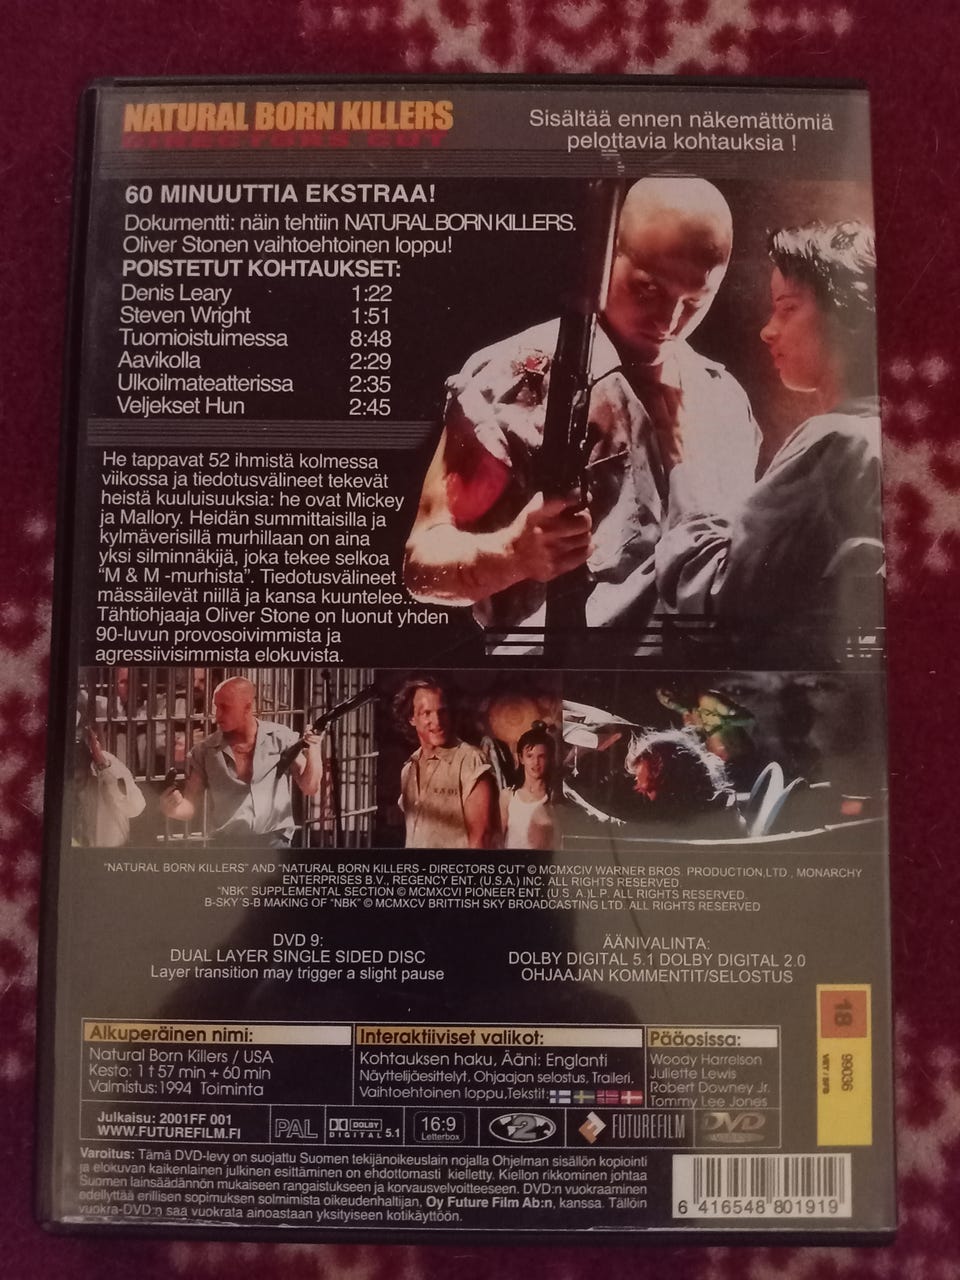 NATURAL BORN KILLERS
DIRECTORS CUT
Sisältää ennen näkemättömiä
pelottavia kohtauksia !
60 MINUUTTIA EKSTRAA!
Dokumentti: näin tehtiin NATURAL BORN KILLERS.
Oliver Stonen vaihtoehtoinen loppu!
POISTETUT KOHTAUKSET:
Denis Leary 1:22
Steven Wright 1:51
Tuomioistuimessa 8:48
Aavikolla 2:29
Ulkoilmateatterissa 2:35
Veljekset Hun 2:45
He tappavat 52 ihmistä kolmessa
viikossa ja tiedotusvälineet tekevät
heistä kuuluisuuksia: he ovat Mickey
ja Mallory. Heidän summittaisilla ja
kylmäverisillä murhillaan on aina
yksi silminnäkijä, joka tekee selkoa
"M & M -murhista". Tiedotusvälineet
mässäilevät niillä ja kansa kuuntelee...
Tähtiohjaaja Oliver Stone on luonut yhden
90-luvun provosoivimmista ja
agressiivisimmista elokuvista.
"NATURAL BORN KILLERS" AND "NATURAL BORN KILLERS - DIRECTORS CUT" © MCMXCIV WARNER BROS. PRODUCTION,LTD., MONARCHY
ENTERPRISES B.V., REGENCY ENT. (U.S.A.) INC. ALL RIGHTS RESERVED.
"NBK" SUPPLEMENTAL SECTION © MCMXCVI PIONEER ENT. (U.S. A.)L.P. ALL RIGHTS RESERVED.
B-SKY´S-B MAKING OF "NBK" © MCMXCV BRITTISH SKY BROADCASTING LTD. ALL RIGHTS RESERVED
DVD 9:
DUAL LAYER SINGLE SIDED DISC
Layer transition may trigger a slight pause
ÄÄNIVALINTA:
DOLBY DIGITAL 5.1 DOLBY DIGITAL 2.0
OHJAAJAN KOMMENTIT/SELOSTUS
18
99036
VET / SFS
Alkuperäinen nimi:
Natural Born Killers / USA
Kesto: 1 t 57 min + 60 min
Valmistus:1994 Toiminta
Interaktiiviset valikot:
Kohtauksen haku, Ääni: Englanti
Näyttelijäesittelyt, Ohjaajan selostus, Traileri,
Vaihtoehtoinen loppu,Tekstit:
Pääosissa:
Woody Harrelson
Juliette Lewis
Robert Downey Jr.
Tommy Lee Jones
Julkaisu: 2001FF 001
WWW.FUTUREFILM.FI
PAL
DOLBY
DIGITAL 5.1
16:9
Letterbox
2
FUTUREFILM
DVD
Varoitus: Tämä DVD-levy on suojattu Suomen tekijänoikeuslain nojalla Ohjelman sisällön kopiointi
ja elokuvan kaikenlainen julkinen esittäminen on ehdottomasti kielletty. Kiellon rikkominen johtaa
Suomen lainsäädännön mukaiseen rangaistukseen ja korvausvelvoitteeseen. DVD:n vuokraaminen
edellyttää erillisen sopimuksen solmimista oikeudenhaltijan, Oy Future Film Ab:n, kanssa. Tällöin
vuokra-DVD:n saa vuokrata ainoastaan yksityiseen kotikäyttöön.
6 416548 801919